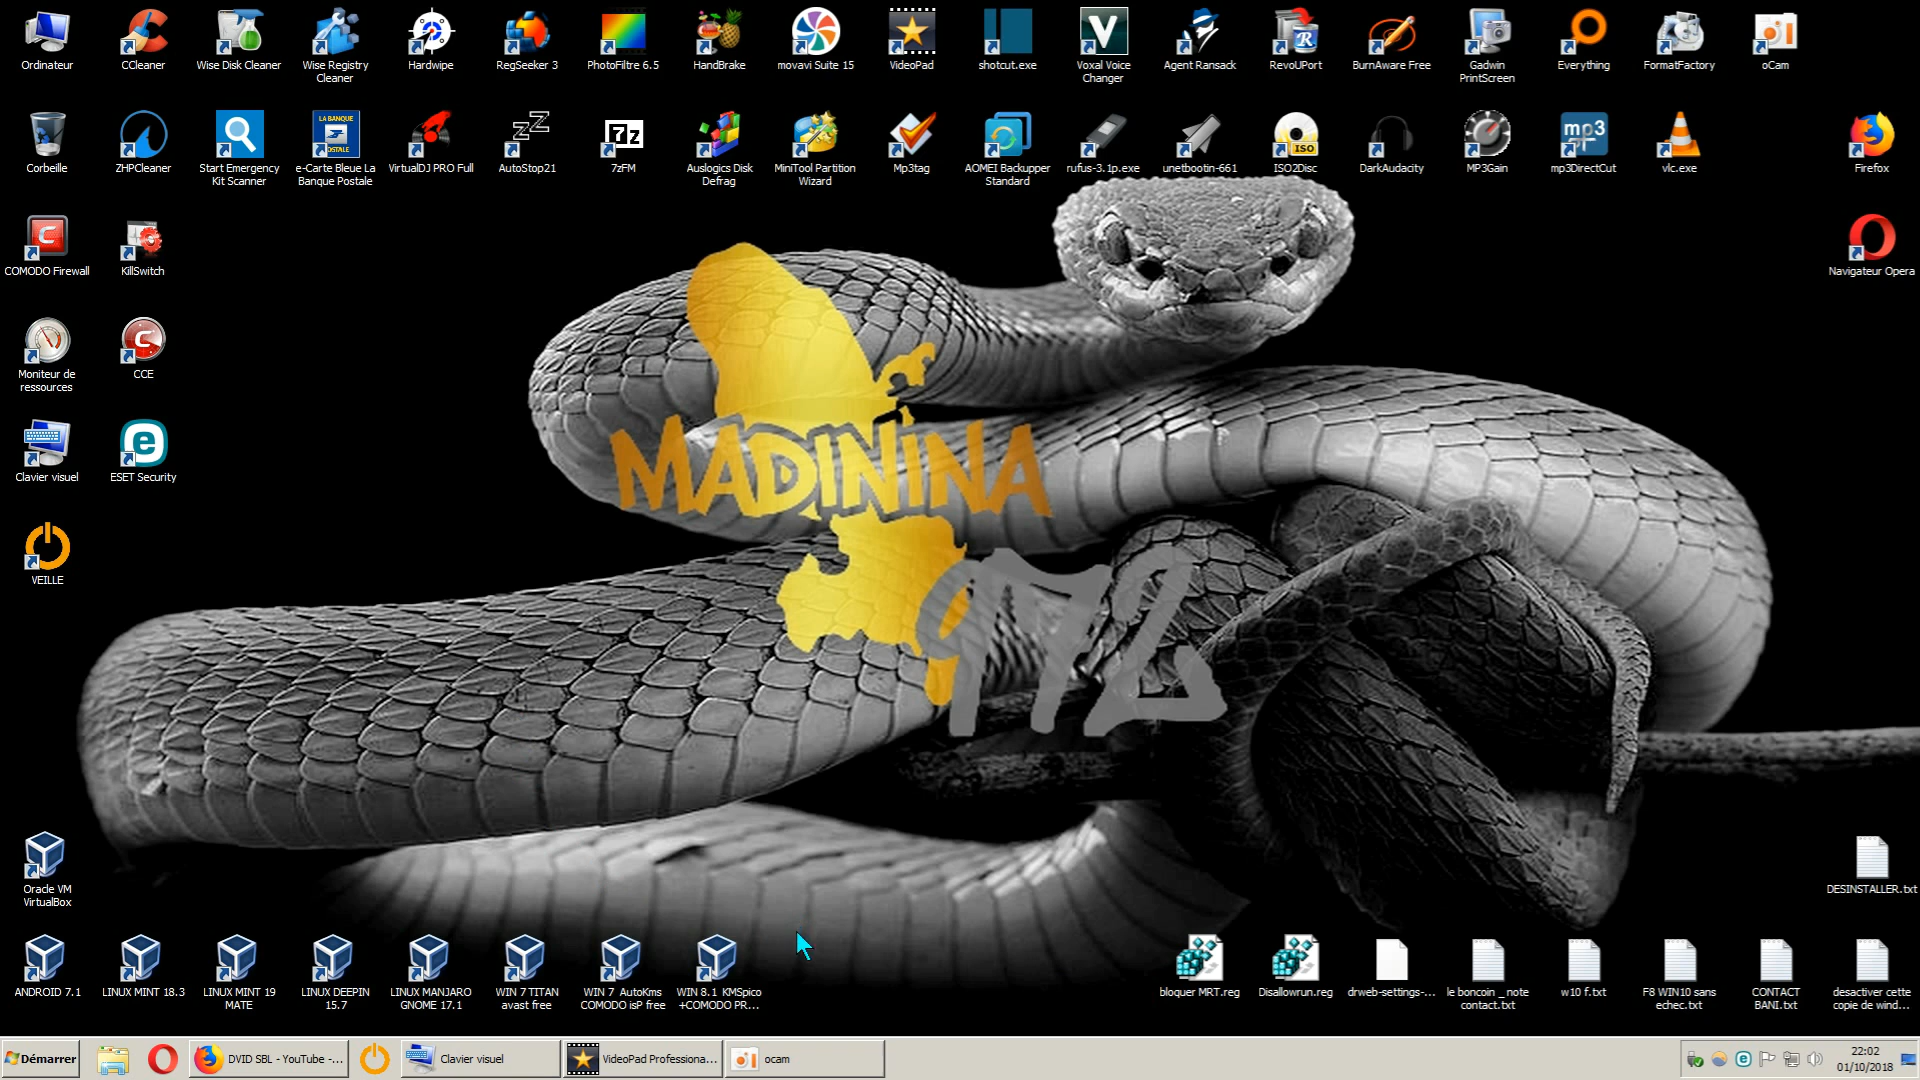 Ordinateur
CCleaner
Wise Disk Cleaner
Wise Registry
Cleaner
Hardwipe
RegSeeker 3
PhotoFiltre 6.5
HandBrake
movavi Suite 15
VideoPad
shotcut.exe
Voxal Voice
Changer
Agent Ransack
RevoUPort
BurnAware Free
Gadwin
PrintScreen
Everything
FormatFactory
oCam
LA BANQUE
POSTALE
7z
ISO
mp3
Corbeille
ZHPCleaner
Start Emergency
Kit Scanner
e-Carte Bleue La
Banque Postale
VirtualDJ PRO Full
AutoStop21
7zFM
Auslogics Disk
Defrag
MiniTool Partition
Wizard
Mp3tag
AOMEI Backupper
Standard
rufus-3.1p.exe
unetbootin-661
ISO2Disc
DarkAudacity
MP3Gain
mp3DirectCut
vlc.exe
Firefox
COMODO Firewall
KillSwitch
Navigateur Opera
Moniteur de
ressources
CCE
Clavier visuel
ESET Security
VEILLE
MADININA
972
Oracle VM
VirtualBox
DESINSTALLER.txt
ANDROID 7.1
LINUX MINT 18.3
LINUX MINT 19
MATE
LINUX DEEPIN
15.7
LINUX MANJARO
GNOME 17.1
WIN 7 TITAN
avast free
WIN 7 AutoKms
COMODO isP free
WIN 8.1 KMSpico
+COMODO PR...
bloquer MRT.reg
Disallowrun.reg
drweb-settings-...
le boncoin _ note
contact.txt
w10 f.txt
F8 WIN10 sans
echec.txt
CONTACT
BANI.txt
desactiver cette
copie de wind...
Démarrer
DVID SBL - YouTube -...
Clavier visuel
VideoPad Professiona...
ocam
22:02
01/10/2018